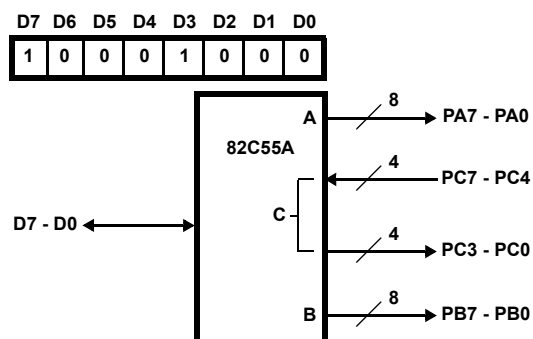 D7 D6 D5 D4 D3 D2 D1 D0
1 0 0 0 1 0 0 0
A 8 PA7 - PA0
82C55A
4 PC7 - PC4
C
D7 - D0
4 PC3 - PC0
B 8 PB7 - PB0